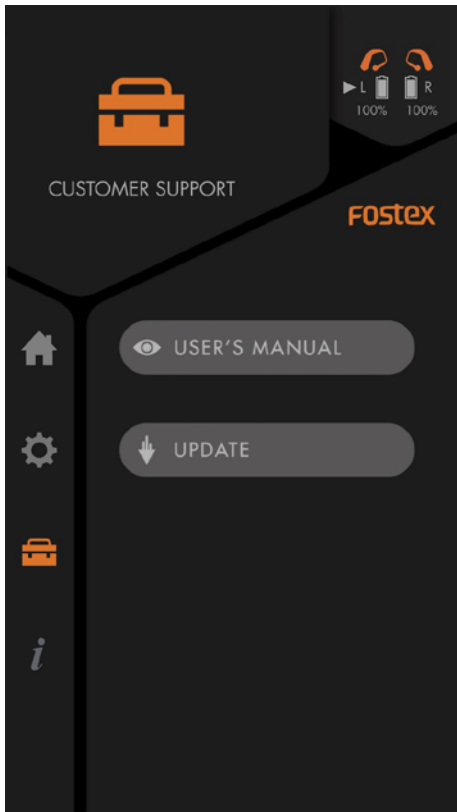 L R
100% 100%
CUSTOMER SUPPORT
FOSTEX
USER'S MANUAL
UPDATE
i